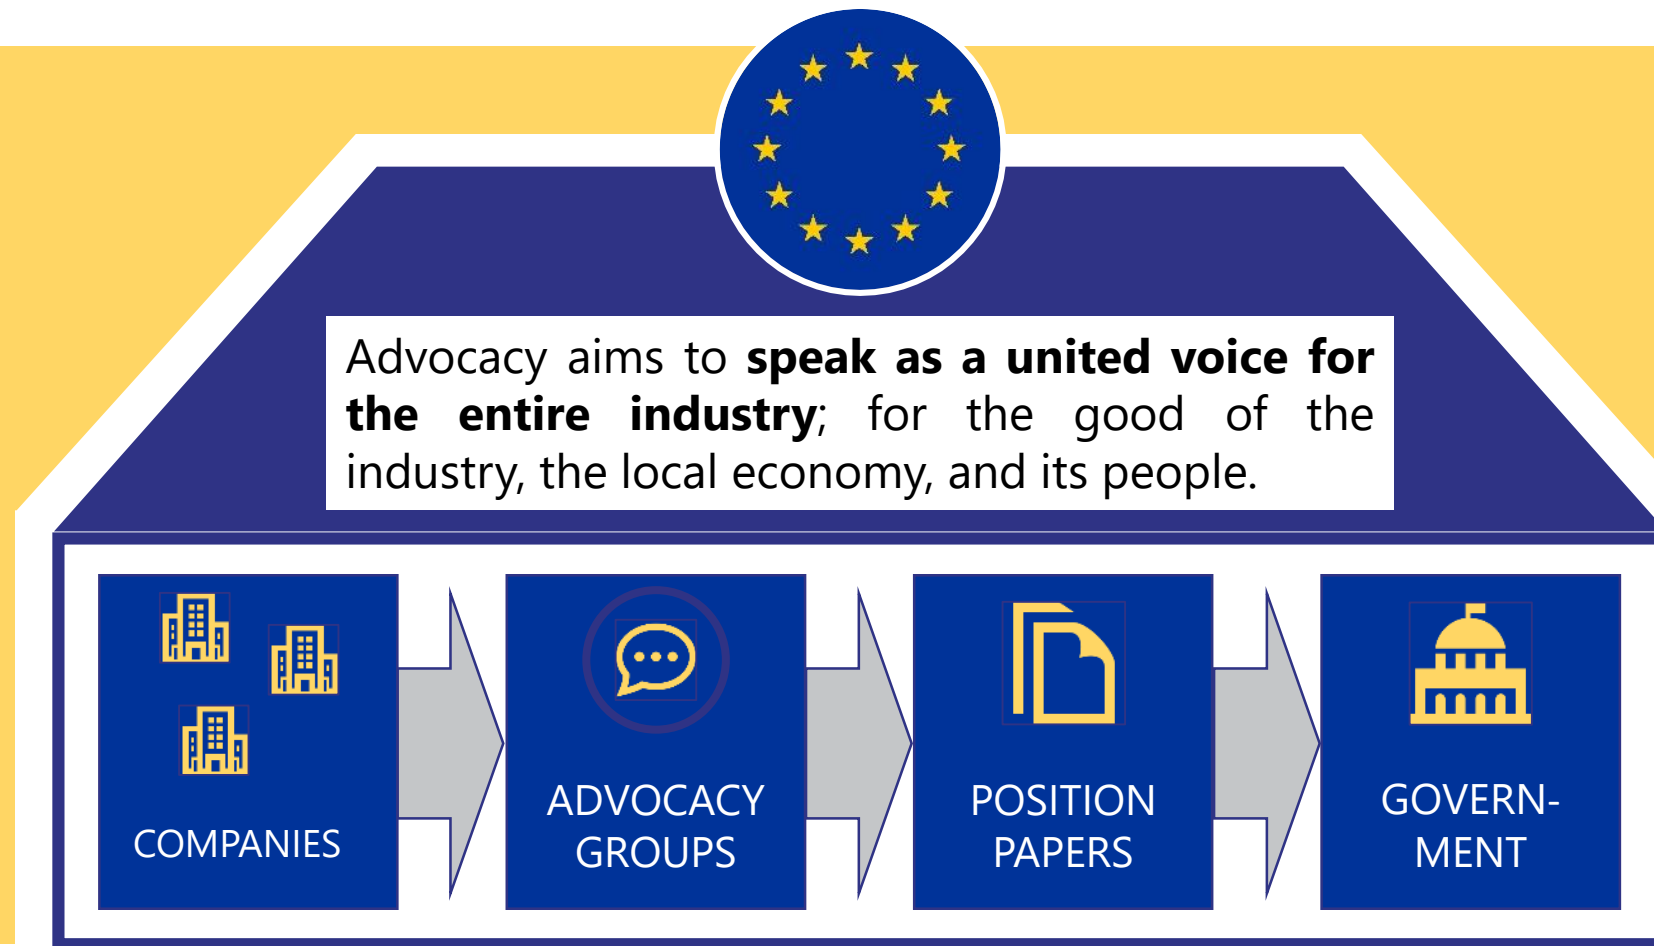 Advocacy aims to speak as a united voice for
the entire industry; for the good of the
industry, the local economy, and its people.
COMPANIES
ADVOCACY
GROUPS
POSITION
PAPERS
GOVERN-
MENT